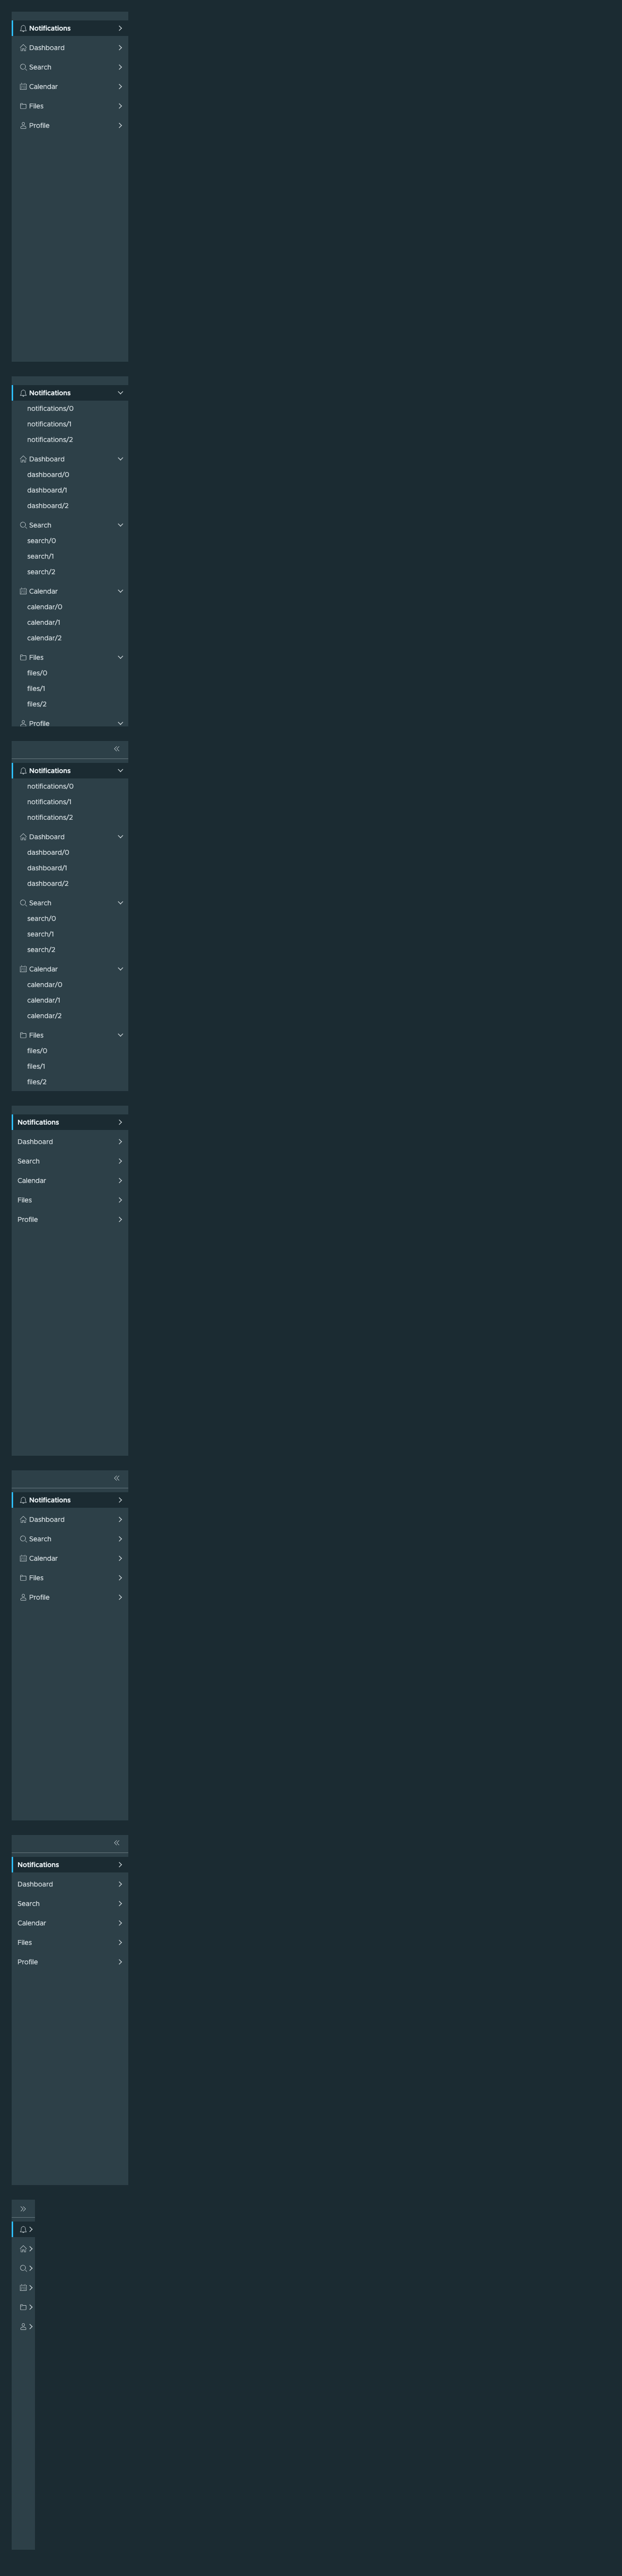 Notifications
Dashboard
Search
Calendar
Files
Profile
Notifications
notifications/0
notifications/1
notifications/2
Dashboard
dashboard/0
dashboard/1
dashboard/2
Search
search/0
search/1
search/2
Calendar
calendar/0
calendar/1
calendar/2
Files
files/0
files/1
files/2
Profile
Notifications
notifications/0
notifications/1
notifications/2
Dashboard
dashboard/0
dashboard/1
dashboard/2
Search
search/0
search/1
search/2
Calendar
calendar/0
calendar/1
calendar/2
Files
files/0
files/1
files/2
Notifications
Dashboard
Search
Calendar
Files
Profile
Notifications
Dashboard
Search
Calendar
Files
Profile
Notifications
Dashboard
Search
Calendar
Files
Profile